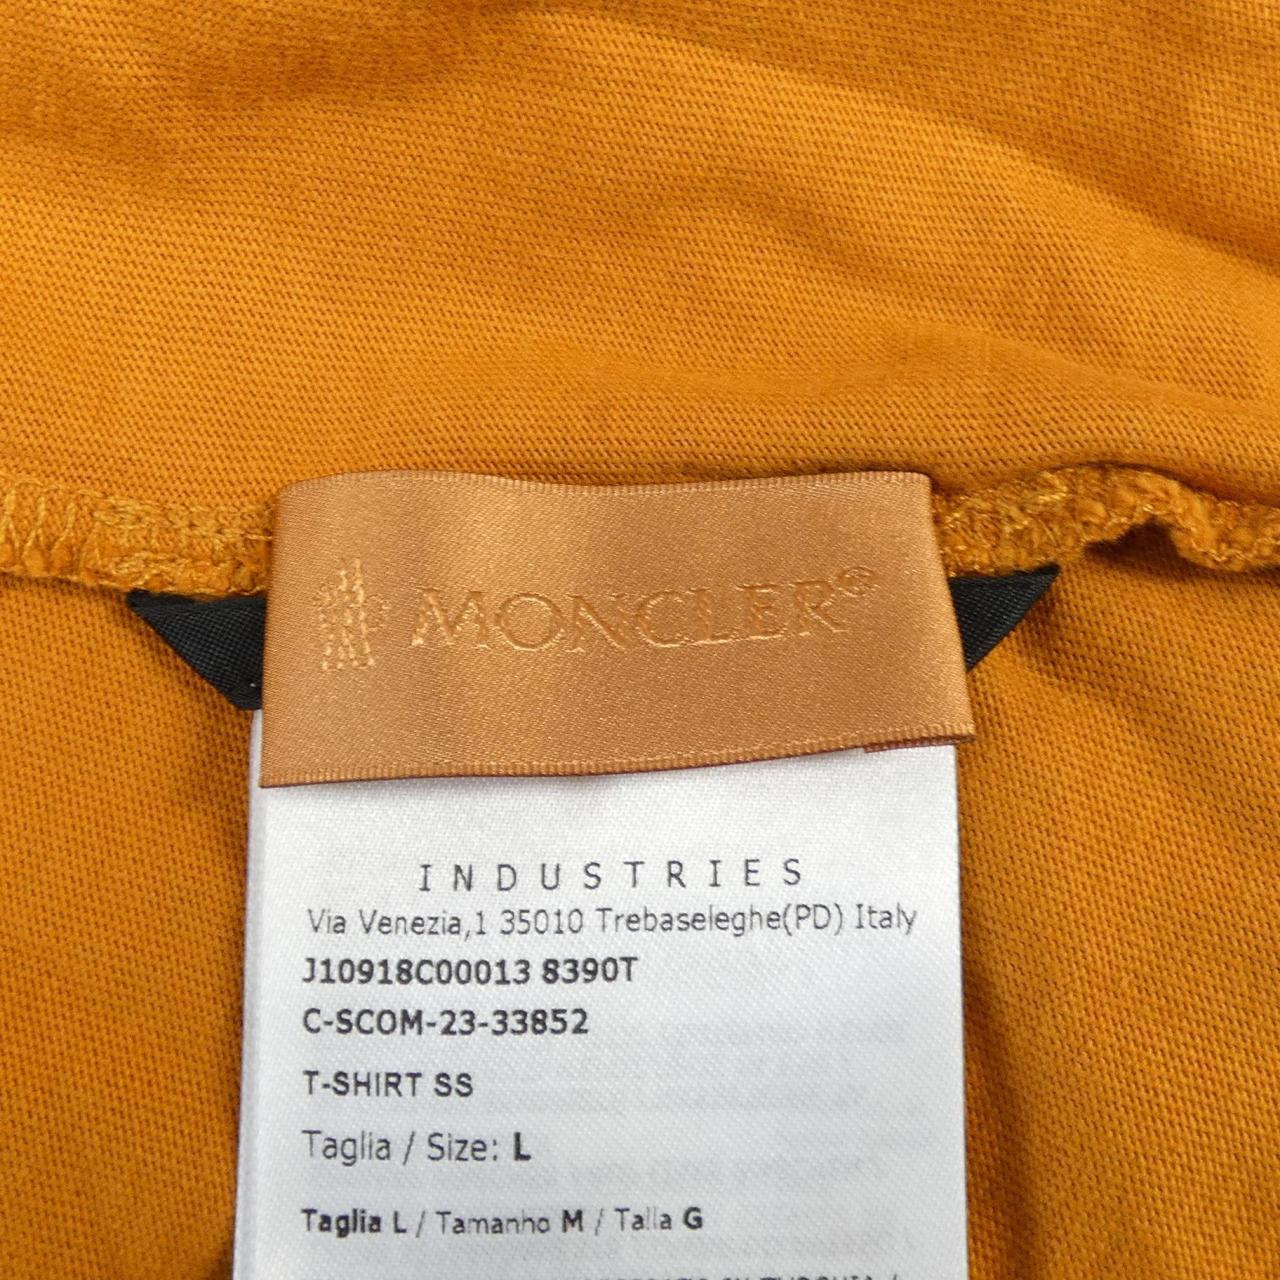 MONCLER®
INDUSTRIES
Via Venezia,1 35010 Trebaseleghe(PD) Italy
J10918C00013 8390T
C-SCOM-23-33852
T-SHIRT SS
Taglia / Size: L
Taglia L / Tamanho M / Talla G